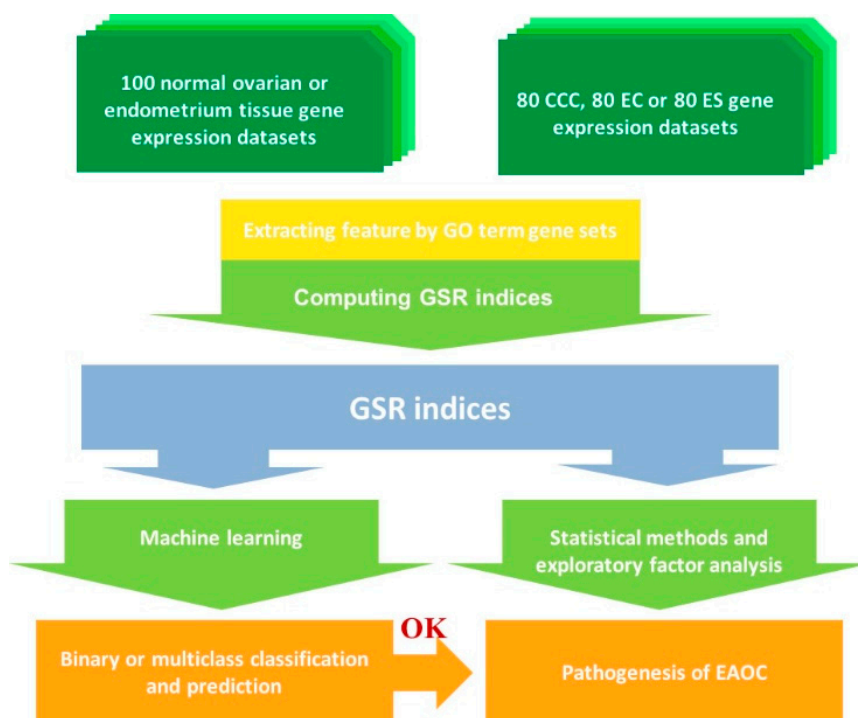 100 normal ovarian or
endometrium tissue gene
expression datasets
80 CCC, 80 EC or 80 ES gene
expression datasets
Extracting feature by GO term gene sets
Computing GSR indices
GSR indices
Machine learning
Statistical methods and
exploratory factor analysis
Binary or multiclass classification
and prediction
OK
Pathogenesis of EAOC